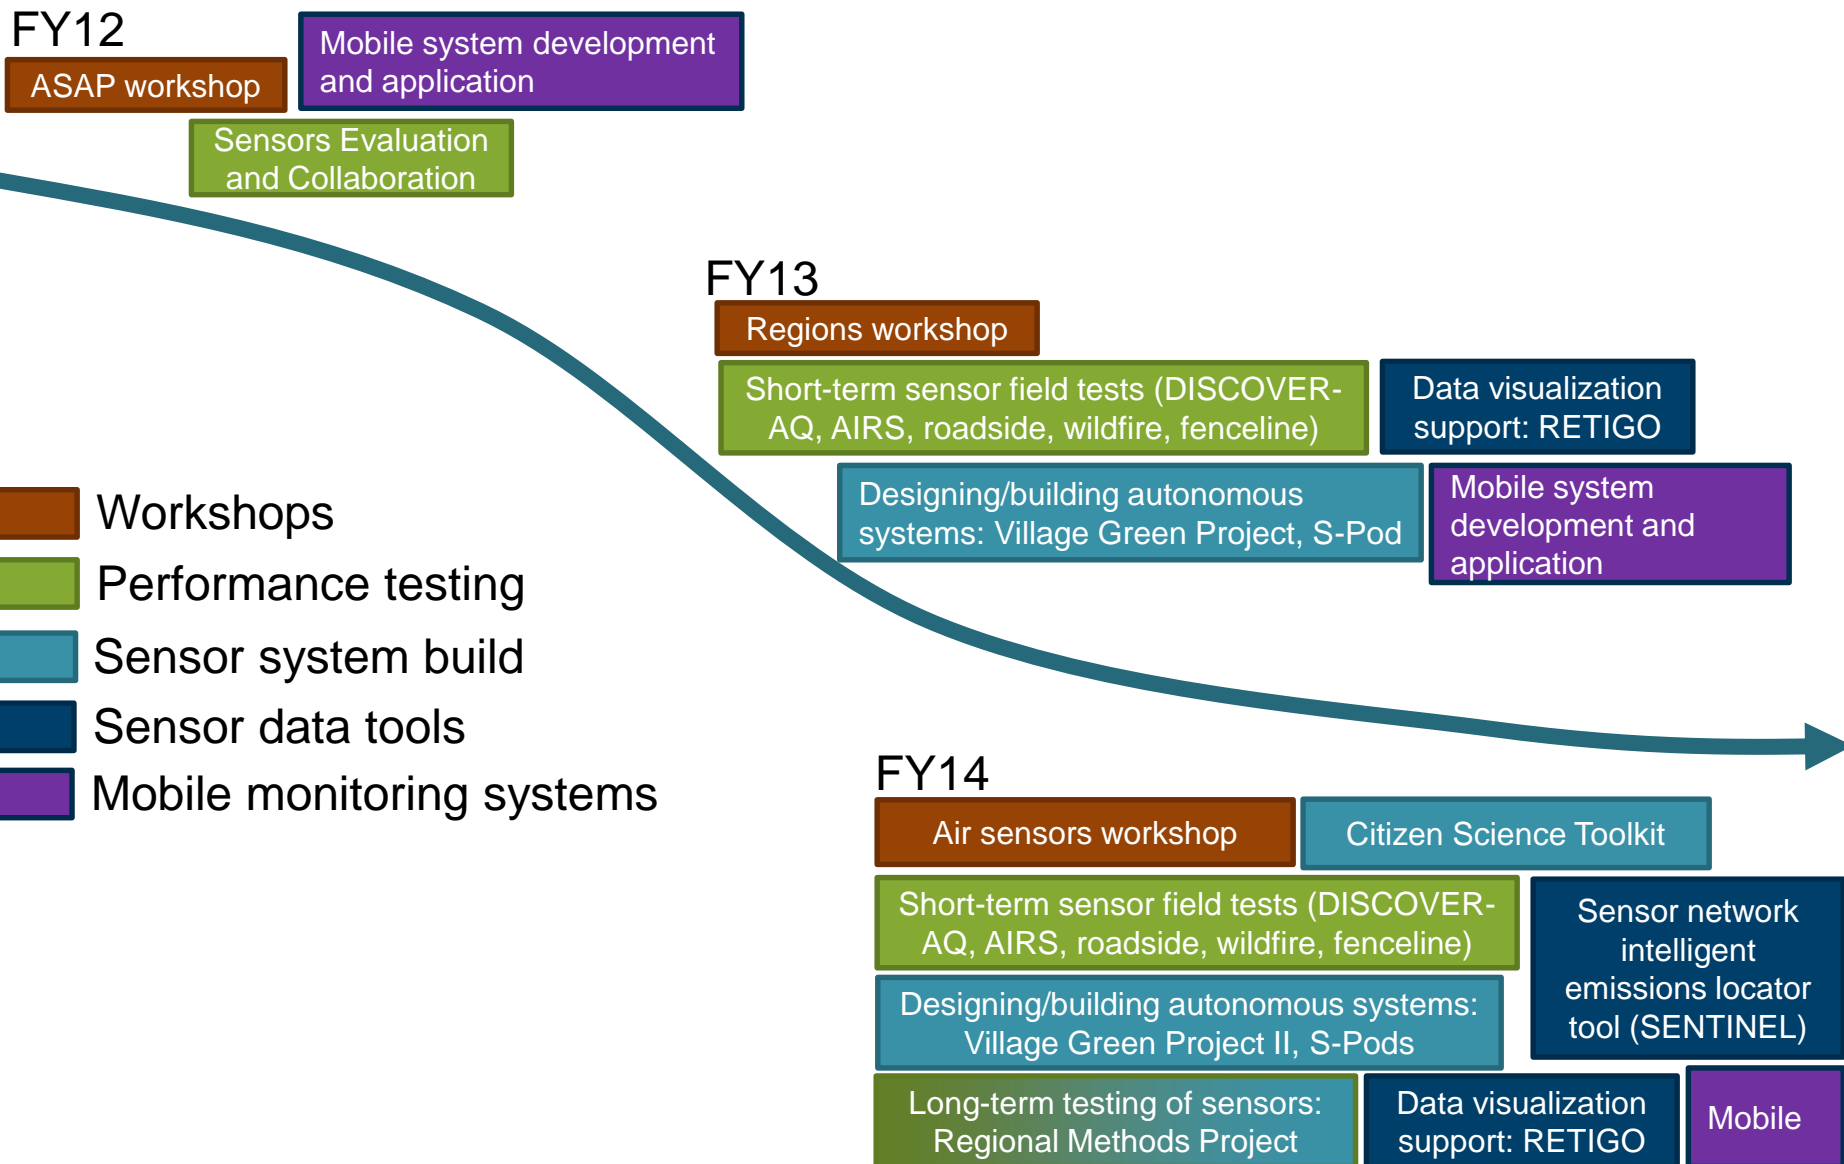 FY12
ASAP workshop
Mobile system development
and application
Sensors Evaluation
and Collaboration
FY13
Regions workshop
Short-term sensor field tests (DISCOVER-
AQ, AIRS, roadside, wildfire, fenceline)
Data visualization
support: RETIGO
Designing/building autonomous
systems: Village Green Project, S-Pod
Mobile system
development and
application
Workshops
Performance testing
Sensor system build
Sensor data tools
Mobile monitoring systems
FY14
Air sensors workshop
Citizen Science Toolkit
Short-term sensor field tests (DISCOVER-
AQ, AIRS, roadside, wildfire, fenceline)
Sensor network
intelligent
emissions locator
tool (SENTINEL)
Designing/building autonomous systems:
Village Green Project II, S-Pods
Long-term testing of sensors:
Regional Methods Project
Data visualization
support: RETIGO
Mobile